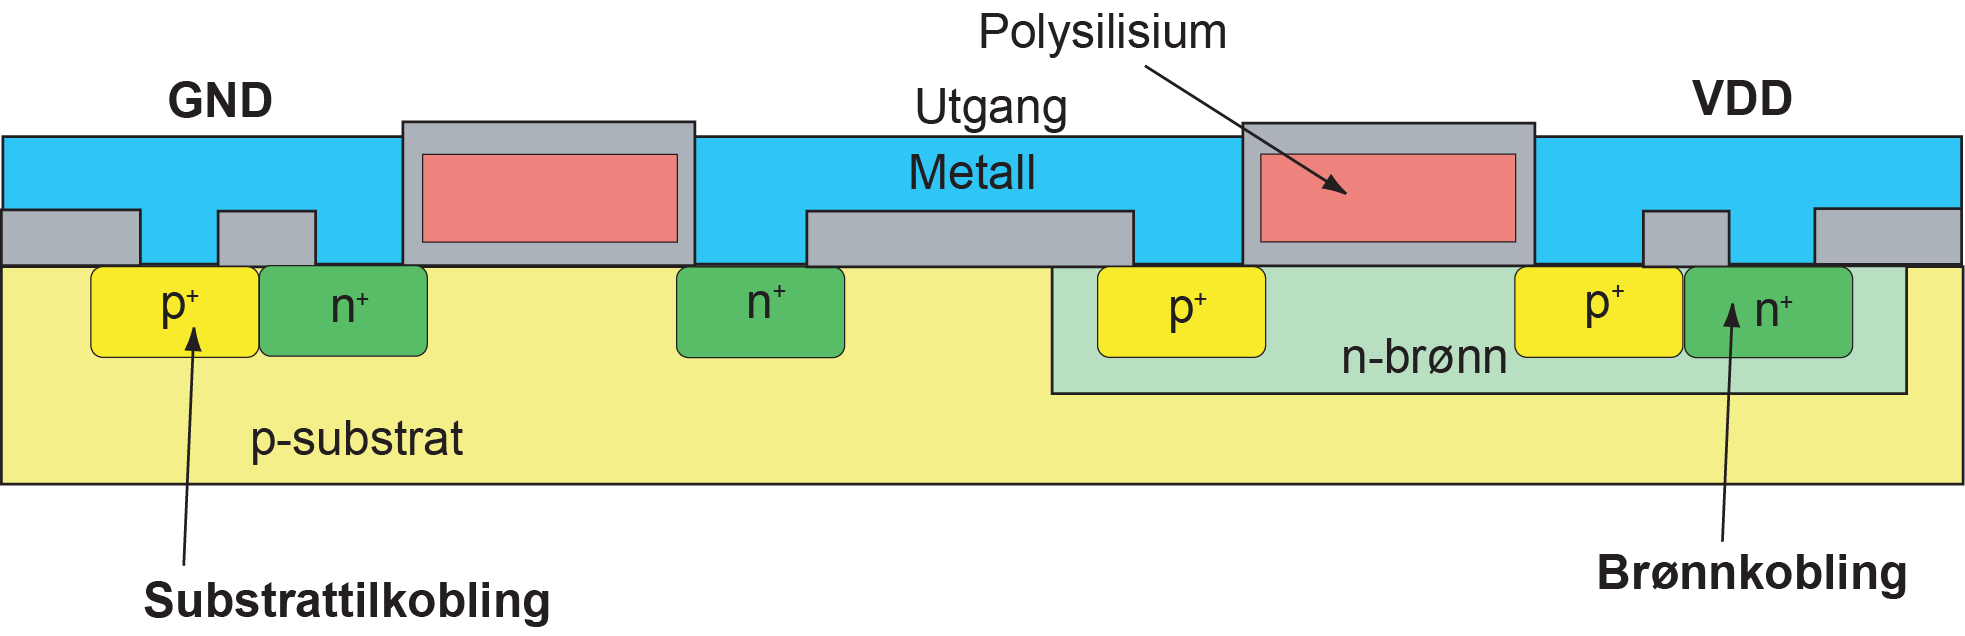 Polysilisium
GND
Utgang
VDD
Metall
p⁺
n⁺
n⁺
p⁺
p⁺
n⁺
n-brønn
p-substrat
Substrattilkobling
Brønnkobling